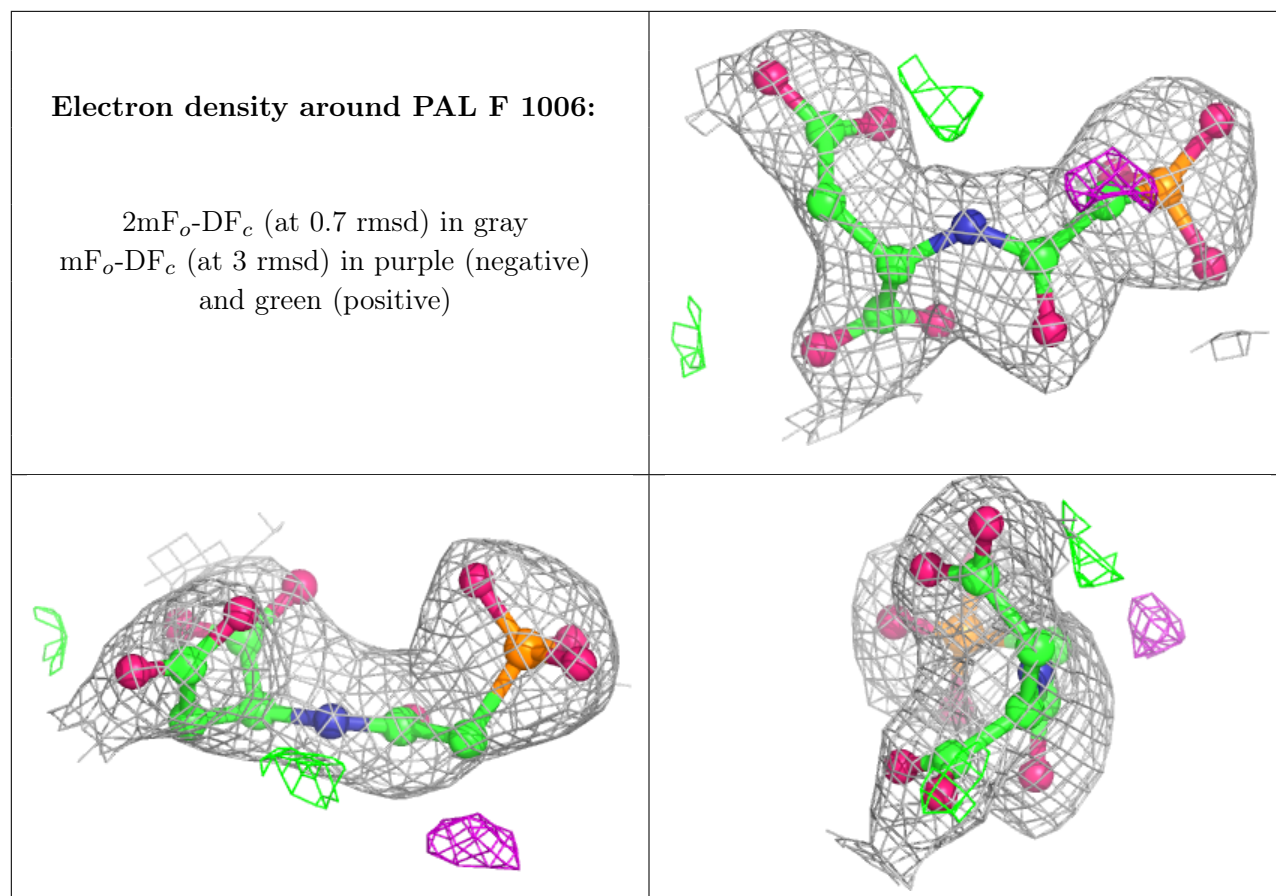 Electron density around PAL F 1006:
2mFo-DFc (at 0.7 rmsd) in gray
mFo-DFc (at 3 rmsd) in purple (negative)
and green (positive)